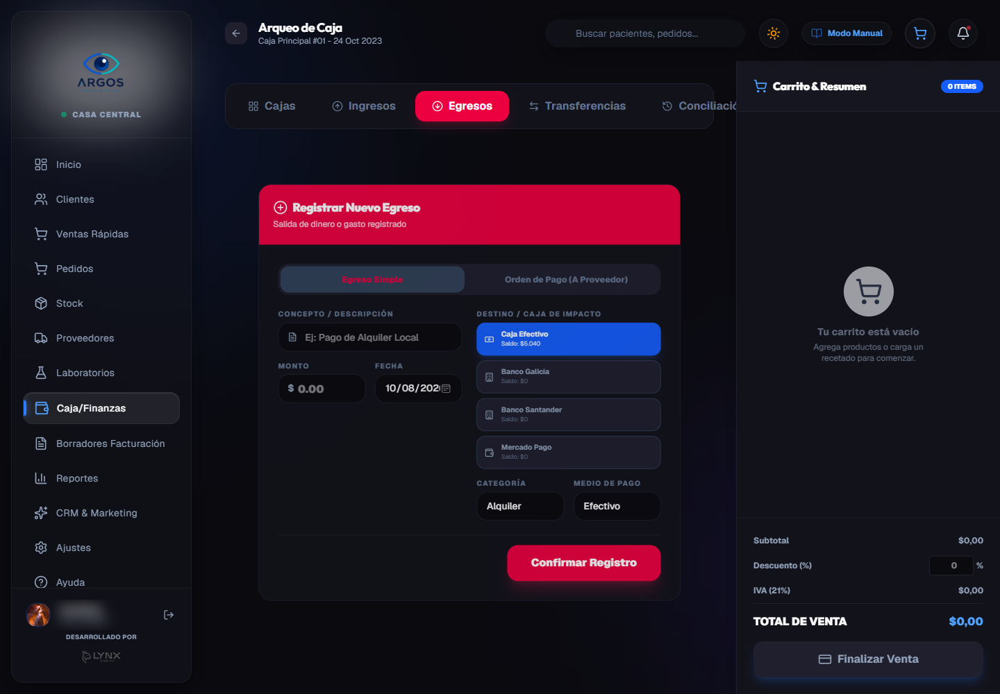 ARGOS
CASA CENTRAL
Inicio
Clientes
Ventas Rápidas
Pedidos
Stock
Proveedores
Laboratorios
Caja/Finanzas
Borradores Facturación
Reportes
CRM & Marketing
Ajustes
Ayuda
DESARROLLADO POR
LYNX
Arqueo de Caja
Caja Principal #01 - 24 Oct 2023
Buscar pacientes, pedidos...
Modo Manual
Cajas
Ingresos
Egresos
Transferencias
Conciliació
Registrar Nuevo Egreso
Salida de dinero o gasto registrado
Egreso Simple
Orden de Pago (A Proveedor)
CONCEPTO / DESCRIPCIÓN
Ej: Pago de Alquiler Local
MONTO
$ 0.00
FECHA
10/08/202
DESTINO / CAJA DE IMPACTO
Caja Efectivo
Saldo: $5.040
Banco Galicia
Saldo: $0
Banco Santander
Saldo: $0
Mercado Pago
Saldo: $0
CATEGORÍA
Alquiler
MEDIO DE PAGO
Efectivo
Confirmar Registro
Carrito & Resumen
0 ITEMS
Tu carrito está vacío
Agrega productos o carga un
recetado para comenzar.
Subtotal $0,00
Descuento (%) 0 %
IVA (21%) $0,00
TOTAL DE VENTA $0,00
Finalizar Venta